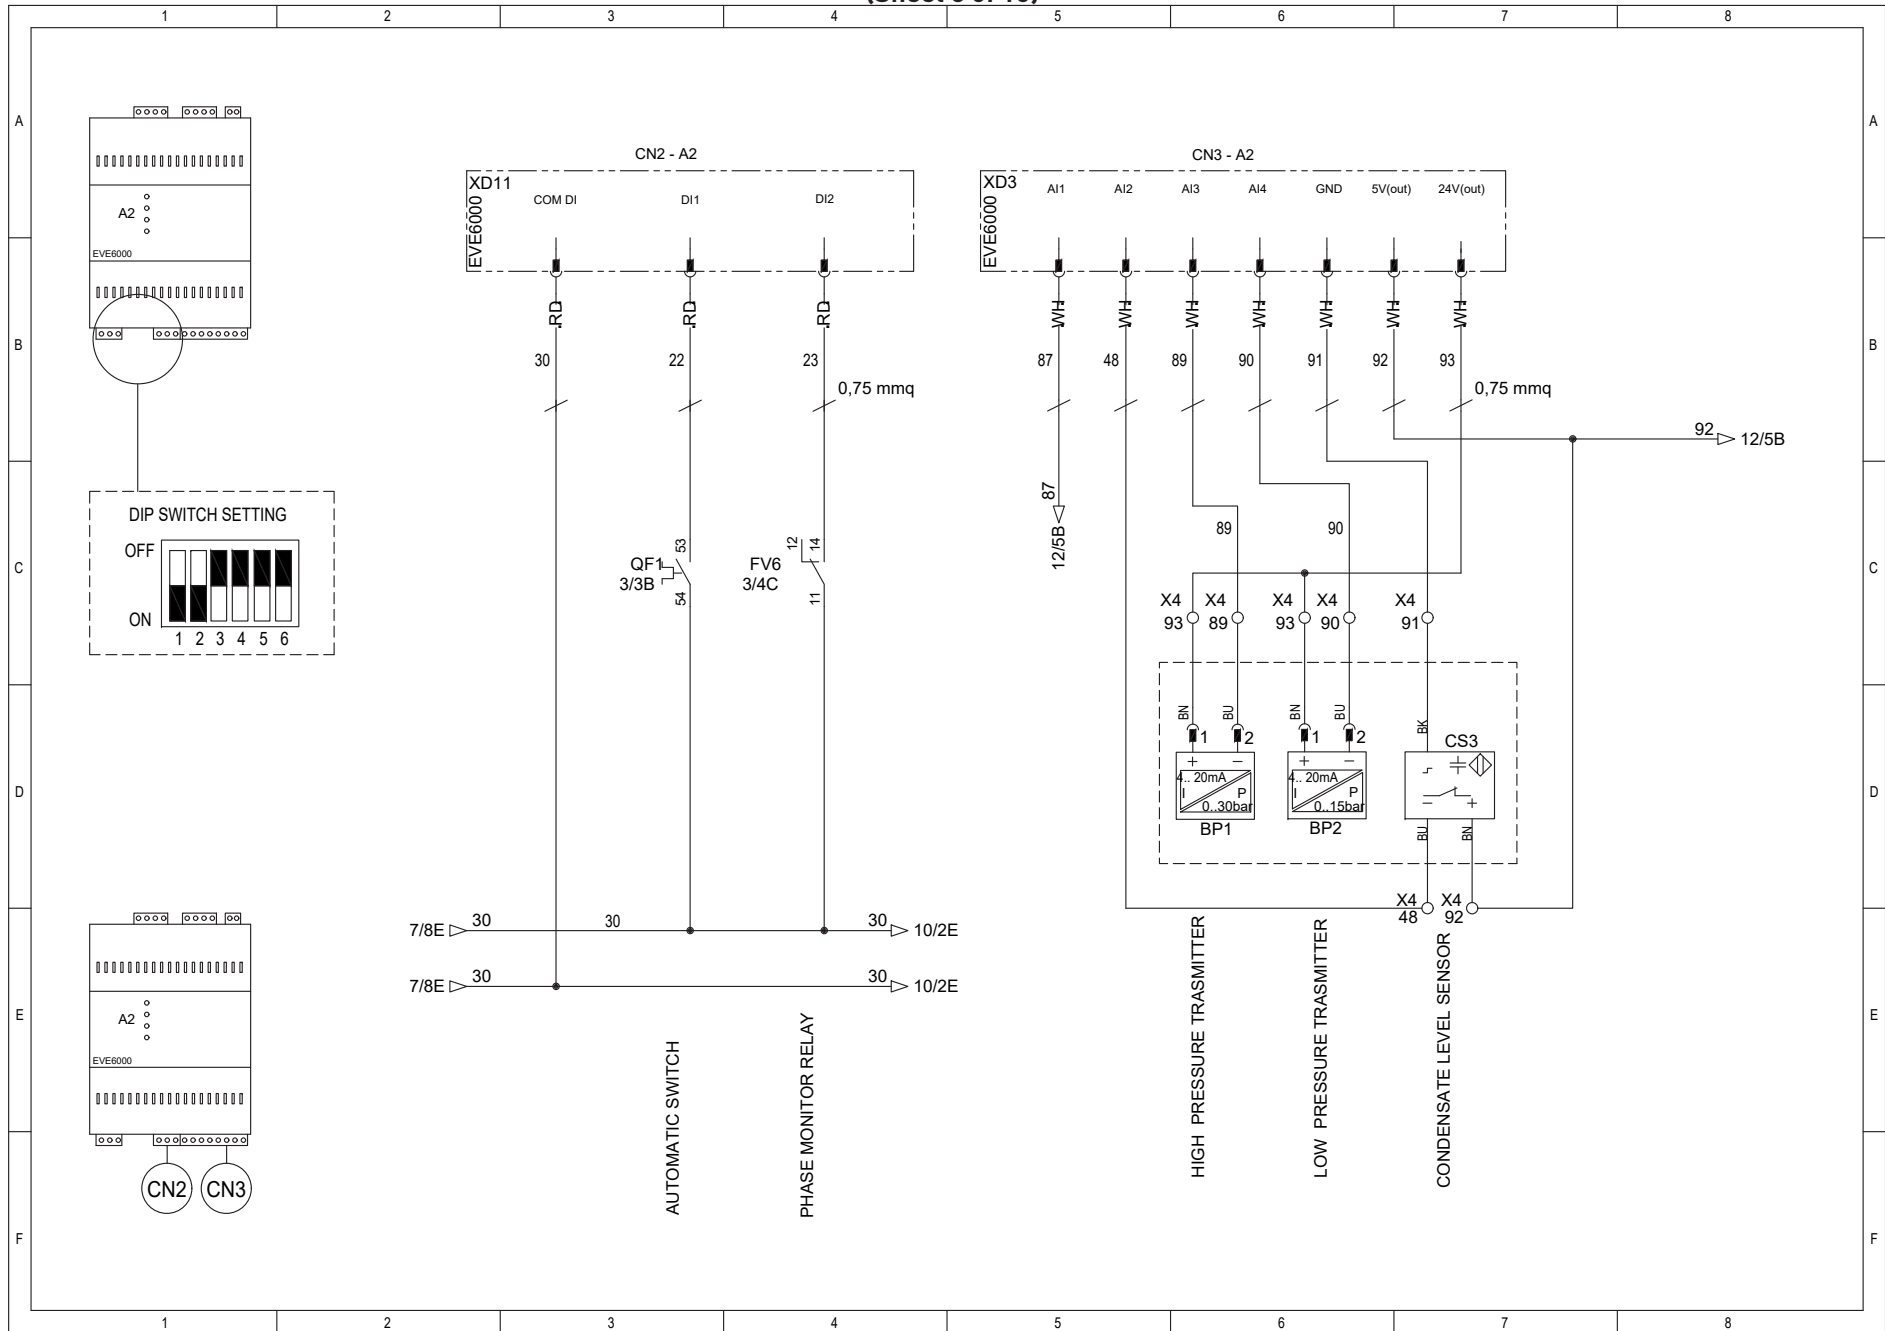 1 2 3 4 5 6 7 8
A
A
A2
EVE6000
CN2 - A2
XD11
EVE6000
COM DI
DI1
DI2
CN3 - A2
XD3
EVE6000
AI1
AI2
AI3
AI4
GND
5V(out)
24V(out)
RD
RD
RD
WH
WH
WH
WH
WH
WH
WH
B
B
30
22
23
87
48
89
90
91
92
93
0,75 mmq
0,75 mmq
92
12/5B
87
12/5B
DIP SWITCH SETTING
OFF
ON
1 2 3 4 5 6
C
C
QF1
3/3B
53
54
FV6
3/4C
12
14
11
89
90
X4
93
X4
89
X4
93
X4
90
X4
91
BN
BU
BN
BU
BK
1
2
1
2
CS3
D
D
+
–
4.. 20mA
I
P
0..30bar
BP1
+
–
4.. 20mA
I
P
0..15bar
BP2
–
+
BU
BN
X4
48
X4
92
7/8E
30
30
30
10/2E
7/8E
30
30
10/2E
E
E
A2
EVE6000
CN2
CN3
AUTOMATIC SWITCH
PHASE MONITOR RELAY
HIGH PRESSURE TRASMITTER
LOW PRESSURE TRASMITTER
CONDENSATE LEVEL SENSOR
F
F
1 2 3 4 5 6 7 8